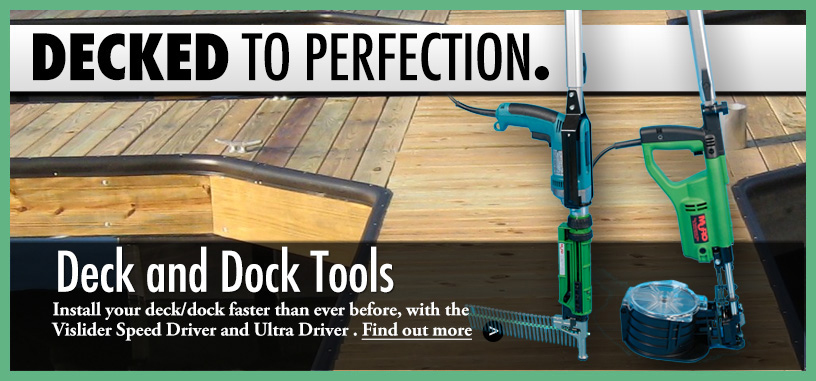 DECKED TO PERFECTION.
Deck and Dock Tools
Install your deck/dock faster than ever before, with the
Vislider Speed Driver and Ultra Driver . Find out more >
MURO